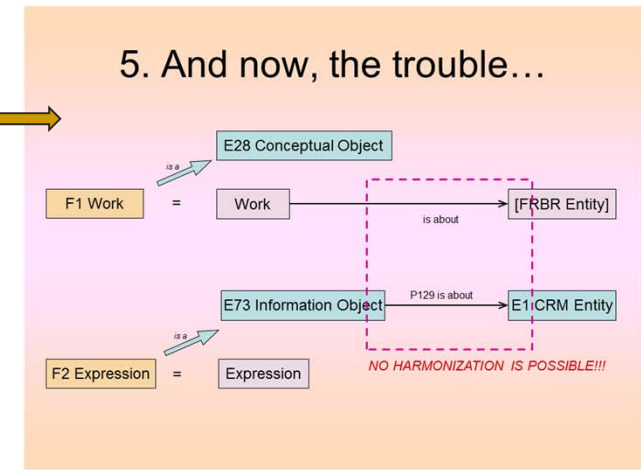 5. And now, the trouble…
E28 Conceptual Object
is a
F1 Work = Work is about [FRBR Entity]
E73 Information Object P129 is about E1 CRM Entity
is a
F2 Expression = Expression
NO HARMONIZATION IS POSSIBLE!!!